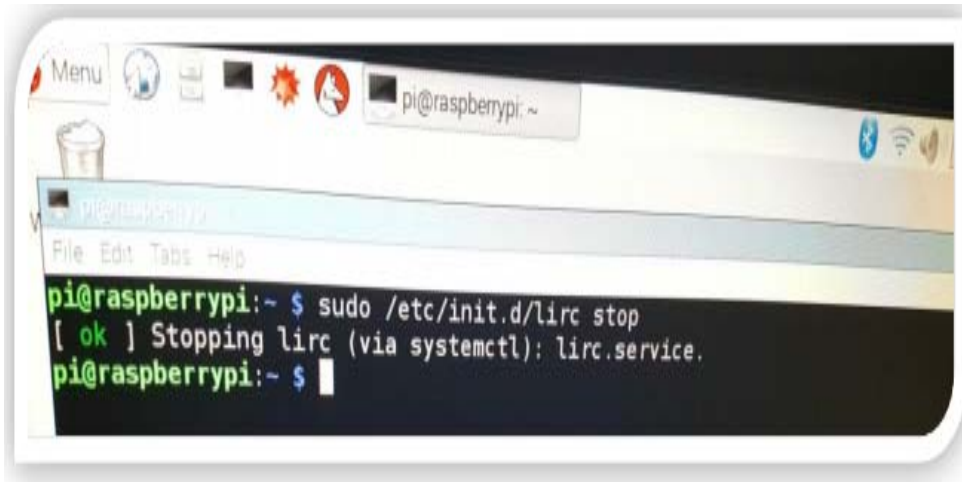 Menu
pi@raspberrypi: ~
File Edit Tabs Help
pi@raspberrypi:~ $ sudo /etc/init.d/lirc stop
[ ok ] Stopping lirc (via systemctl): lirc.service.
pi@raspberrypi:~ $